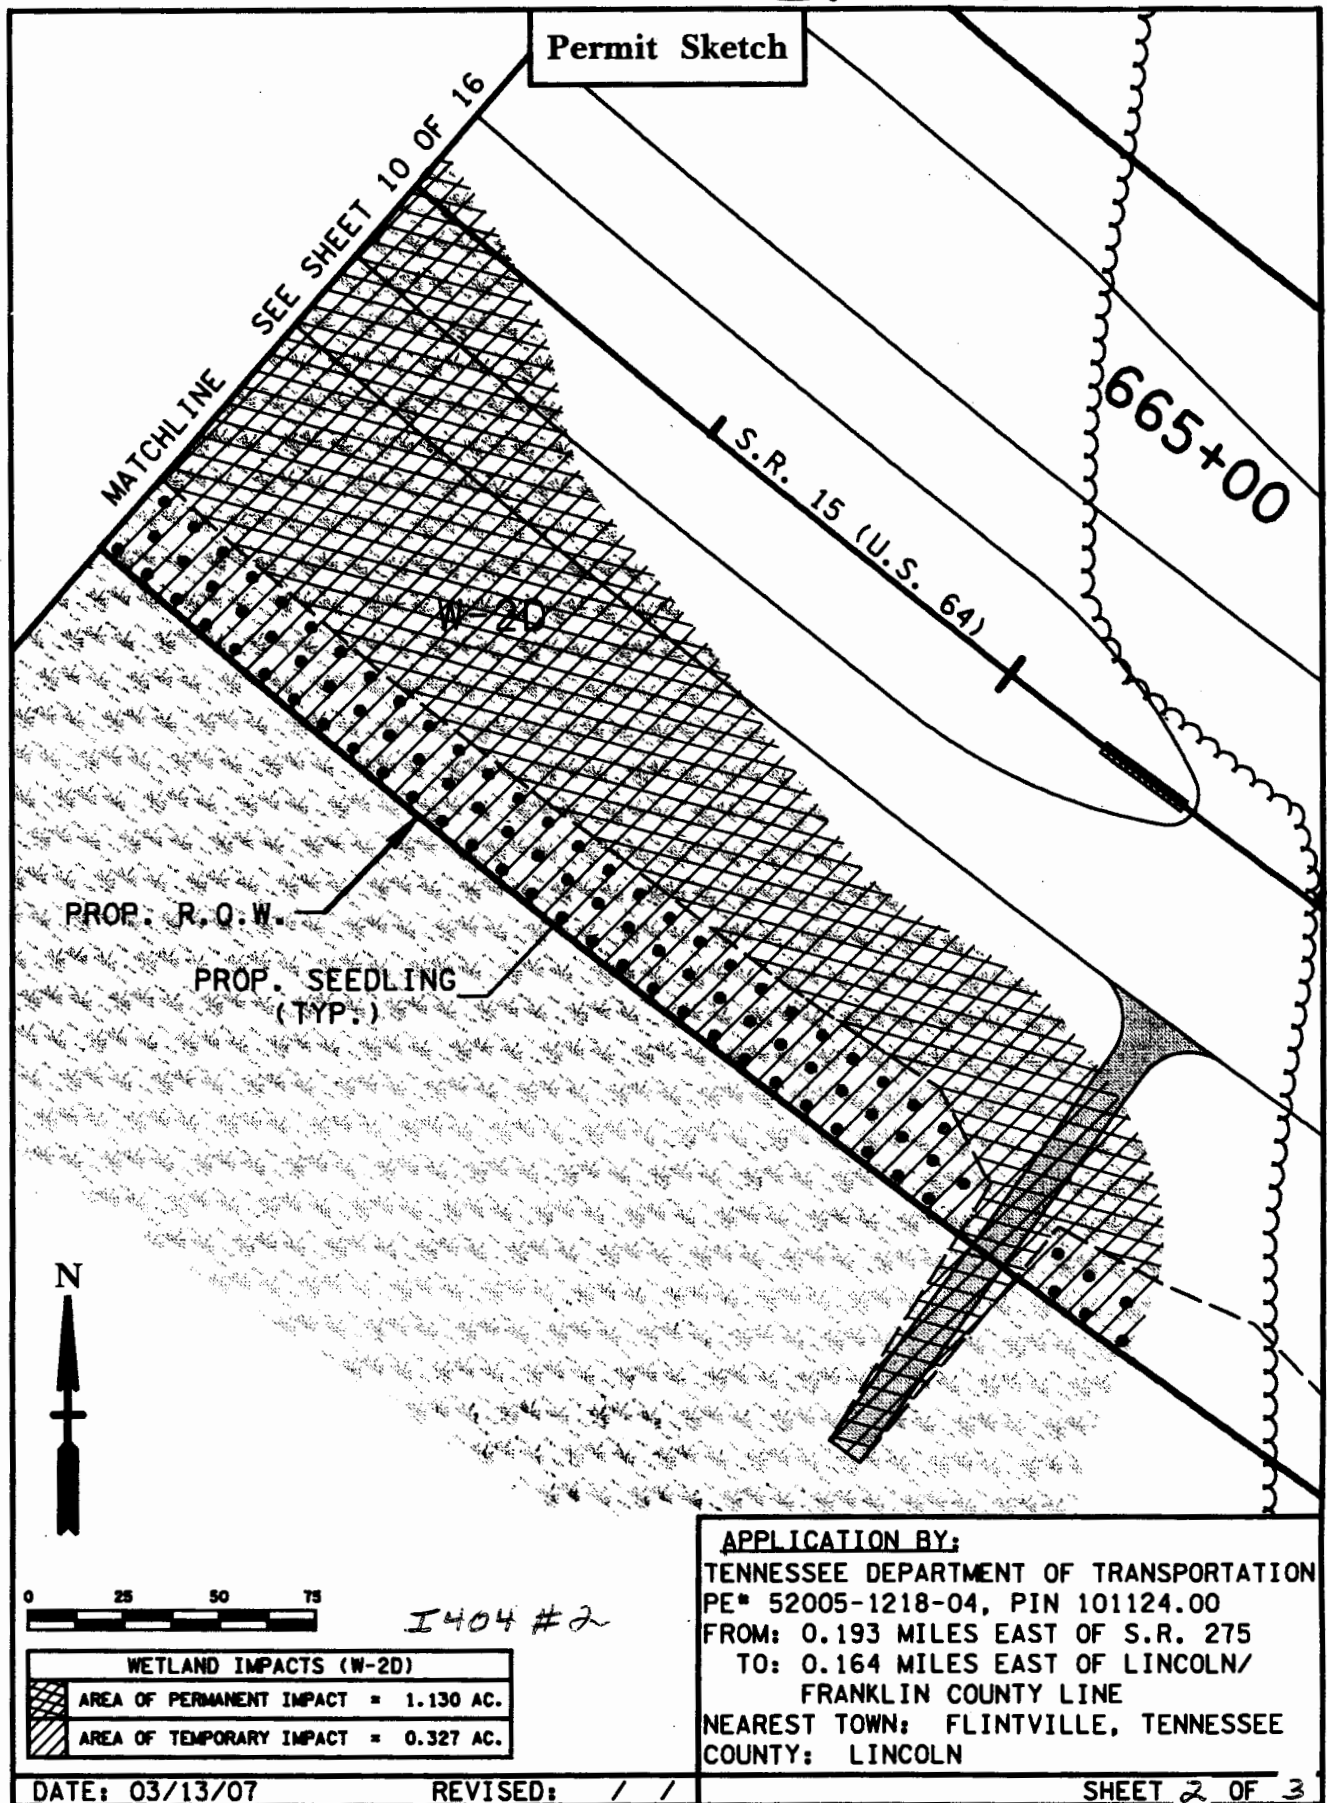 Permit Sketch
MATCHLINE SEE SHEET 10 OF 16
665+00
S.R. 15 (U.S. 64)
W-2D
PROP. R.O.W.
PROP. SEEDLING
(TYP.)
N
0 25 50 75
I404 #2
WETLAND IMPACTS (W-2D)
AREA OF PERMANENT IMPACT = 1.130 AC.
AREA OF TEMPORARY IMPACT = 0.327 AC.
APPLICATION BY:
TENNESSEE DEPARTMENT OF TRANSPORTATION
PE# 52005-1218-04, PIN 101124.00
FROM: 0.193 MILES EAST OF S.R. 275
TO: 0.164 MILES EAST OF LINCOLN/
FRANKLIN COUNTY LINE
NEAREST TOWN: FLINTVILLE, TENNESSEE
COUNTY: LINCOLN
DATE: 03/13/07 REVISED: / /
SHEET 2 OF 3